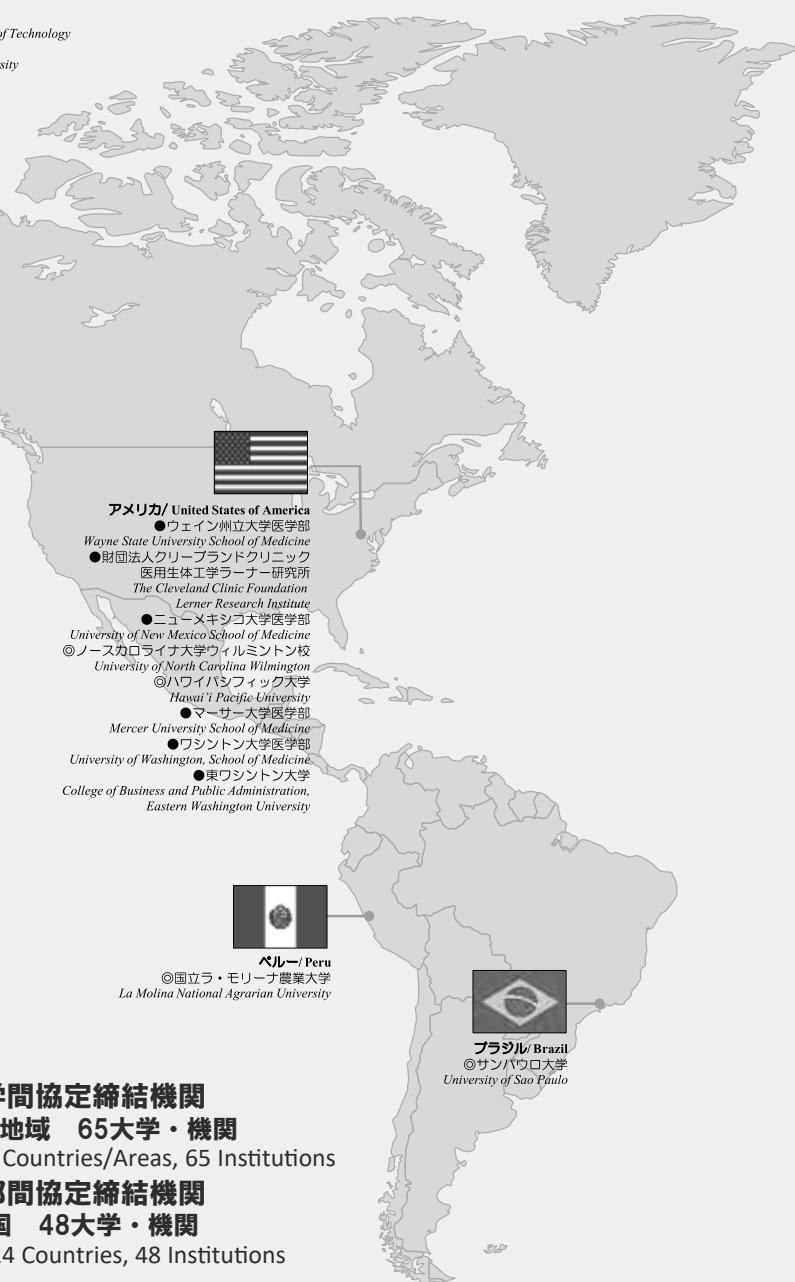 of Technology
アメリカ/ United States of America
●ウェイン州立大学医学部
Wayne State University School of Medicine
●財団法人クリーブランドクリニック
医用生体工学ラーナー研究所
The Cleveland Clinic Foundation
Lerner Research Institute
●ニューメキシコ大学医学部
University of New Mexico School of Medicine
◎ノースカロライナ大学ウィルミントン校
University of North Carolina Wilmington
◎ハワイパシフィック大学
Hawai'i Pacific University
●マーサー大学医学部
Mercer University School of Medicine
●ワシントン大学医学部
University of Washington, School of Medicine
●東ワシントン大学
College of Business and Public Administration,
Eastern Washington University
ペルー/ Peru
◎国立ラ・モリーナ農業大学
La Molina National Agrarian University
ブラジル/ Brazil
◎サンパウロ大学
University of Sao Paulo
間協定締結機関
地域 65大学・機関
Countries/Areas, 65 Institutions
間協定締結機関
48大学・機関
4 Countries, 48 Institutions